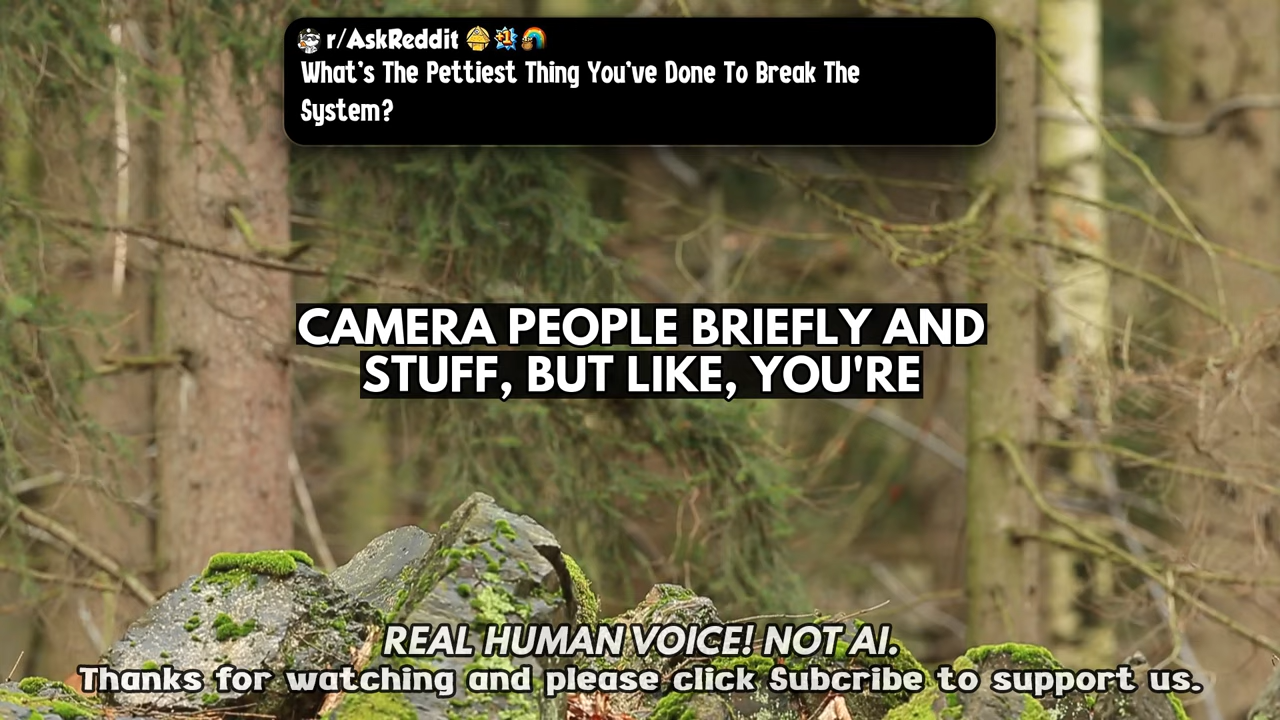 r/AskReddit
What's The Pettiest Thing You've Done To Break The
System?
CAMERA PEOPLE BRIEFLY AND
STUFF, BUT LIKE, YOU'RE
REAL HUMAN VOICE! NOT AI.
Thanks for watching and please click Subcribe to support us.